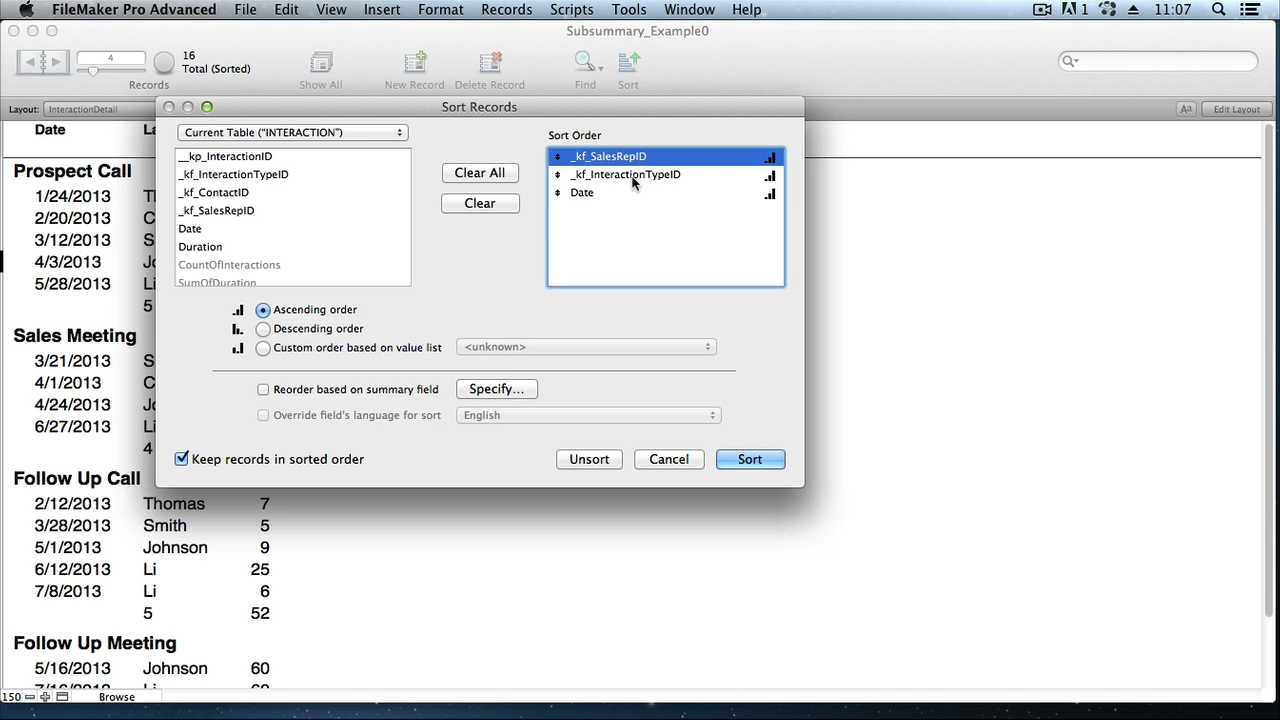 FileMaker Pro Advanced File Edit View Insert Format Records Scripts Tools Window Help 1 11:07
Subsummary_Example0
4 16 Total (Sorted)
Records Show All New Record Delete Record Find Sort
Layout: InteractionDetail Aa Edit Layout
Sort Records
Current Table ("INTERACTION")
__kp_InteractionID
_kf_InteractionTypeID
_kf_ContactID
_kf_SalesRepID
Date
Duration
CountOfInteractions
SumOfDuration
Clear All
Clear
Sort Order
_kf_SalesRepID
_kf_InteractionTypeID
Date
Ascending order
Descending order
Custom order based on value list <unknown>
Reorder based on summary field Specify...
Override field's language for sort English
Keep records in sorted order Unsort Cancel Sort
Date
Prospect Call
1/24/2013
2/20/2013
3/12/2013
4/3/2013
5/28/2013
5
Sales Meeting
3/21/2013
4/1/2013
4/24/2013
6/27/2013
4
Follow Up Call
2/12/2013 Thomas 7
3/28/2013 Smith 5
5/1/2013 Johnson 9
6/12/2013 Li 25
7/8/2013 Li 6
5 52
Follow Up Meeting
5/16/2013 Johnson 60
150 Browse